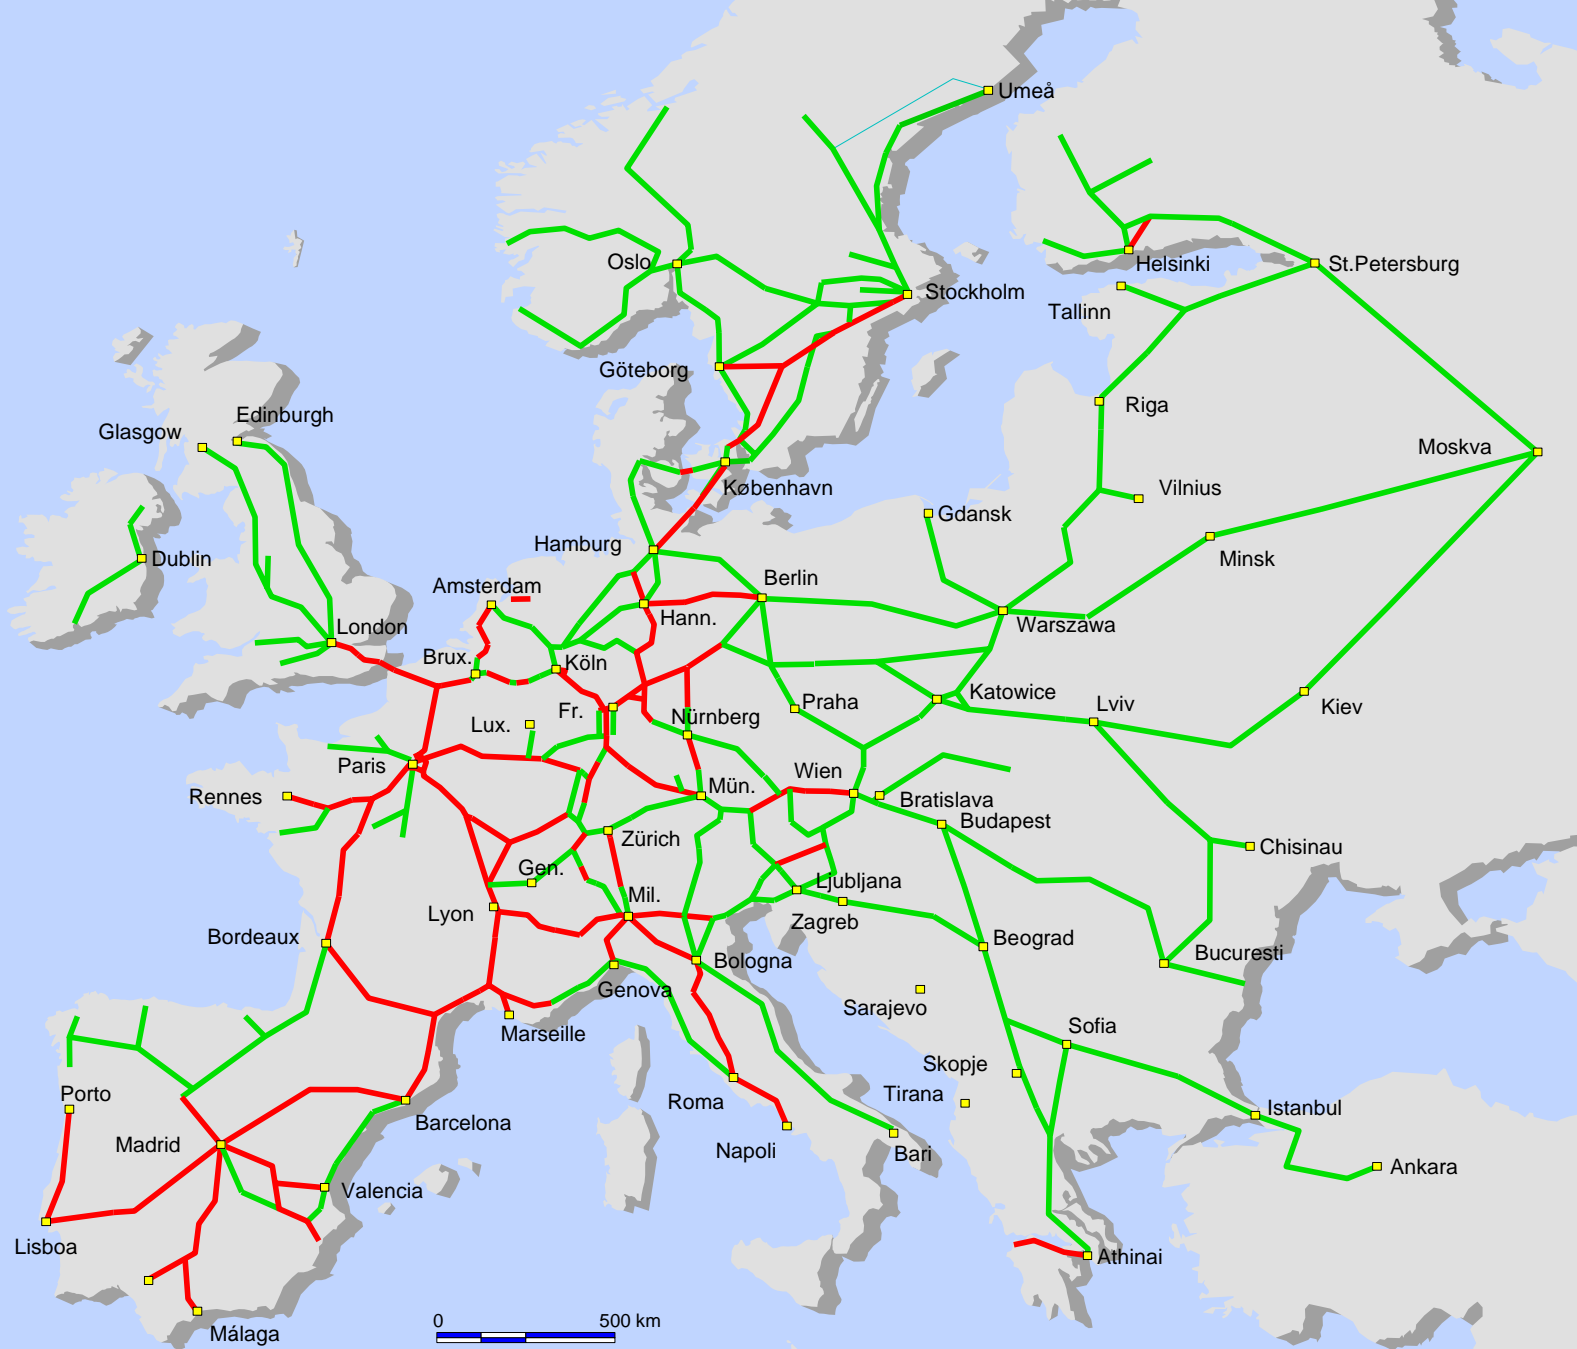 Umeå
Oslo
Helsinki
St.Petersburg
Stockholm
Tallinn
Göteborg
Riga
Edinburgh
Glasgow
Moskva
København
Vilnius
Gdansk
Hamburg
Minsk
Dublin
Amsterdam
Berlin
Hann.
London
Warszawa
Brux.
Köln
Katowice
Praha
Lviv
Kiev
Fr.
Lux.
Nürnberg
Paris
Wien
Mün.
Rennes
Bratislava
Budapest
Zürich
Chisinau
Gen.
Ljubljana
Mil.
Lyon
Zagreb
Bordeaux
Beograd
Bologna
Bucuresti
Genova
Sarajevo
Marseille
Sofia
Skopje
Porto
Tirana
Roma
Istanbul
Barcelona
Madrid
Napoli
Bari
Ankara
Valencia
Lisboa
Athinai
0 500 km
Málaga